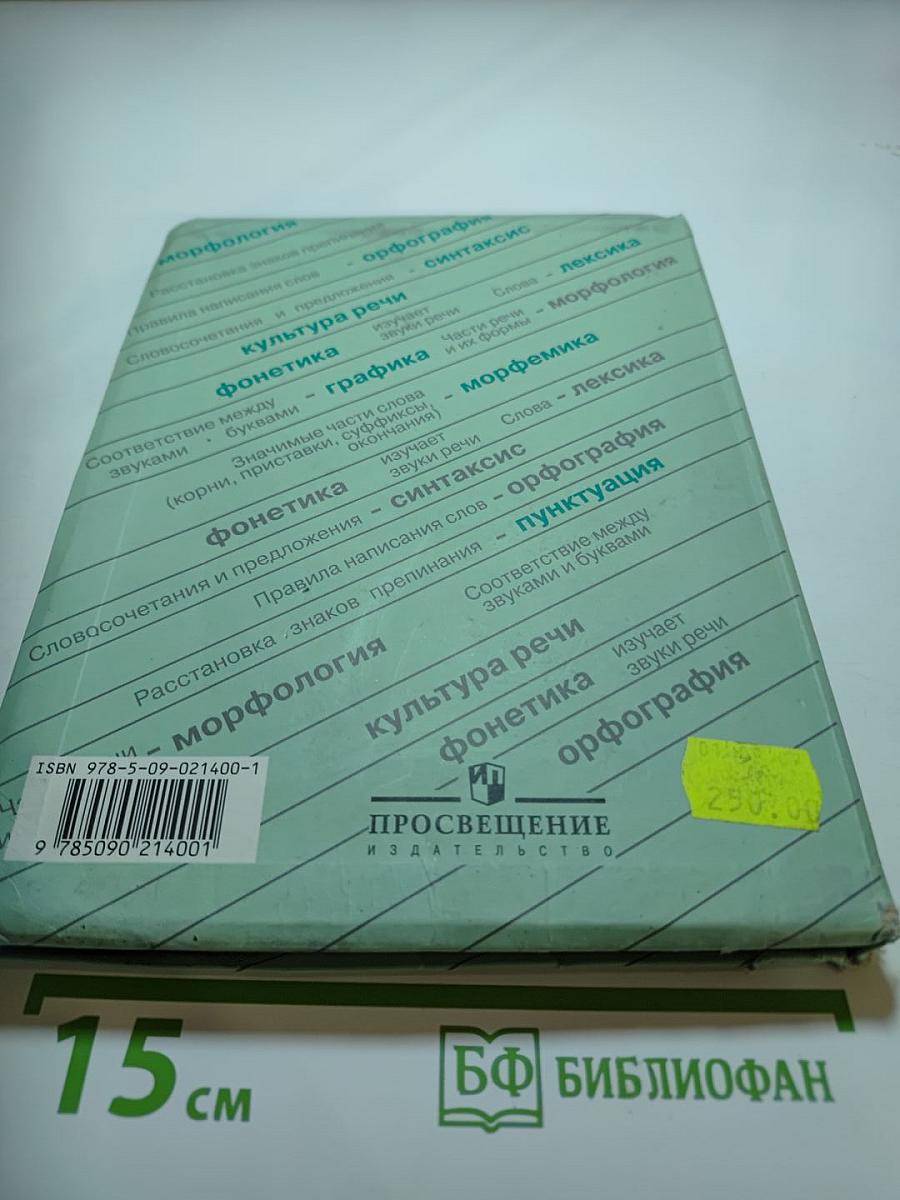 морфология
Расстановка знаков препинания
- орфография
Правила написания слов
- синтаксис
Словосочетания и предложения
- лексика
Слова
культура речи
изучает
звуки речи
- морфология
Части речи
и их формы
фонетика
- графика
Соответствие между
звуками и буквами
- морфемика
Значимые части слова
(корни, приставки, суффиксы,
окончания)
Слова - лексика
фонетика
изучает
звуки речи
Словосочетания и предложения - синтаксис
Правила написания слов - орфография
Расстановка знаков препинания - пунктуация
Соответствие между
звуками и буквами
- морфология
культура речи
фонетика
изучает
звуки речи
орфография
ISBN 978-5-09-021400-1
9 785090 214001
ПРОСВЕЩЕНИЕ
ИЗДАТЕЛЬСТВО
250.00
15 см
БФ БИБЛИОФАН